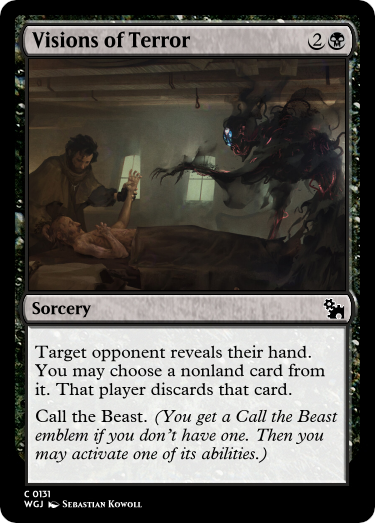 Visions of Terror 2
Sorcery
Target opponent reveals their hand.
You may choose a nonland card from
it. That player discards that card.
Call the Beast. (You get a Call the Beast
emblem if you don't have one. Then you
may activate one of its abilities.)
C 0131
WGJ Sebastian Kowoll